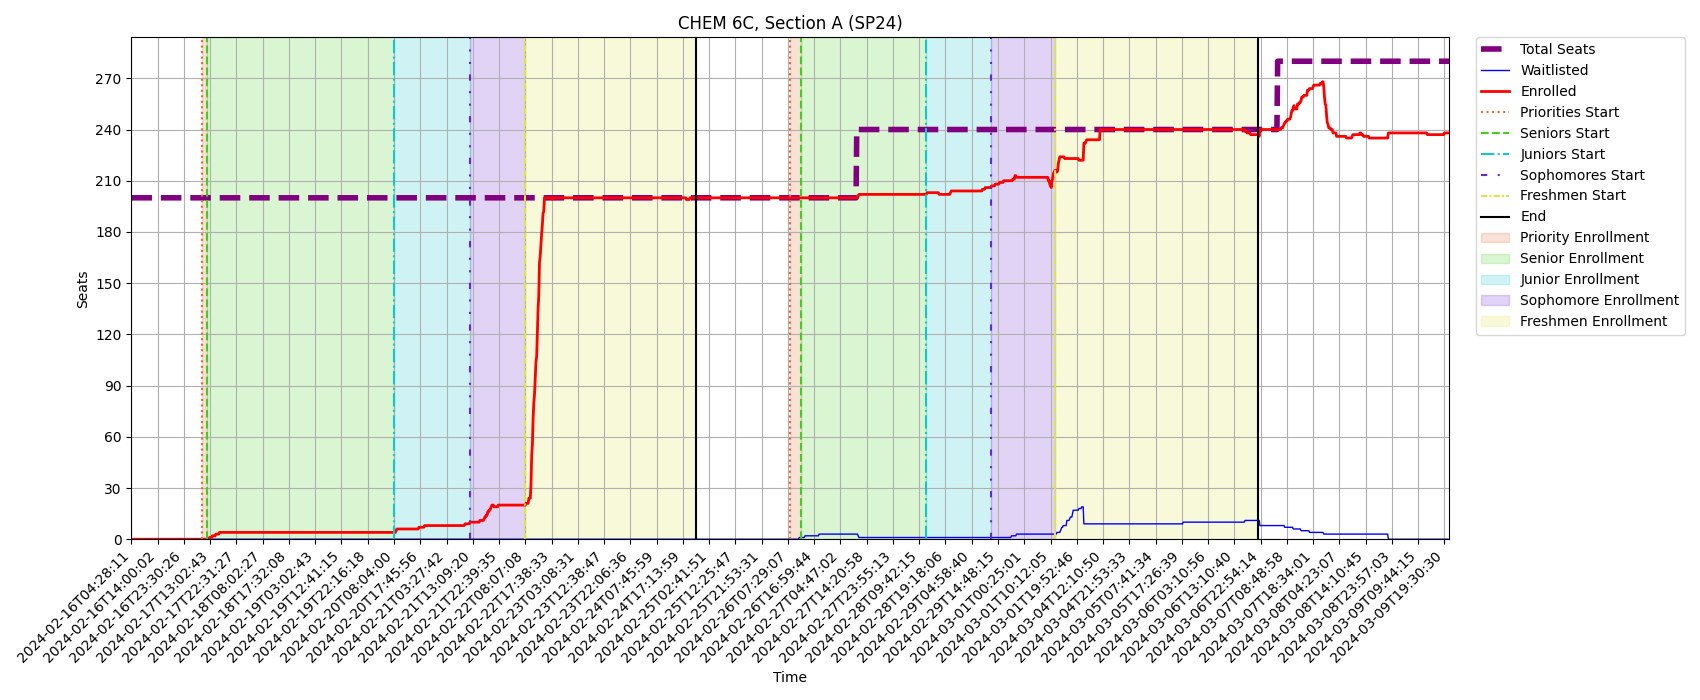 CHEM 6C, Section A (SP24)
Seats
270
240
210
180
150
120
90
60
30
0
2024-02-16T04:28:11
2024-02-16T14:00:02
2024-02-16T23:30:26
2024-02-17T13:02:43
2024-02-17T22:31:27
2024-02-18T08:02:27
2024-02-18T17:32:08
2024-02-19T03:02:43
2024-02-19T12:41:15
2024-02-19T22:16:18
2024-02-20T08:04:00
2024-02-20T17:45:56
2024-02-21T03:27:42
2024-02-21T13:09:20
2024-02-21T22:39:35
2024-02-22T08:07:08
2024-02-22T17:38:33
2024-02-23T03:08:31
2024-02-23T12:38:47
2024-02-23T22:06:36
2024-02-24T07:45:59
2024-02-24T17:13:59
2024-02-25T02:41:51
2024-02-25T12:25:47
2024-02-25T21:53:31
2024-02-26T07:29:07
2024-02-26T16:59:44
2024-02-27T04:47:02
2024-02-27T14:20:58
2024-02-27T23:55:13
2024-02-28T09:42:15
2024-02-28T19:18:06
2024-02-29T04:58:40
2024-02-29T14:48:15
2024-03-01T00:25:01
2024-03-01T10:12:05
2024-03-01T19:52:46
2024-03-04T12:10:50
2024-03-04T21:53:33
2024-03-05T07:41:34
2024-03-05T17:26:39
2024-03-06T03:10:56
2024-03-06T13:10:40
2024-03-06T22:54:14
2024-03-07T08:48:58
2024-03-07T18:34:01
2024-03-08T04:23:07
2024-03-08T14:10:45
2024-03-08T23:57:03
2024-03-09T09:44:15
2024-03-09T19:30:30
Time
Total Seats
Waitlisted
Enrolled
Priorities Start
Seniors Start
Juniors Start
Sophomores Start
Freshmen Start
End
Priority Enrollment
Senior Enrollment
Junior Enrollment
Sophomore Enrollment
Freshmen Enrollment